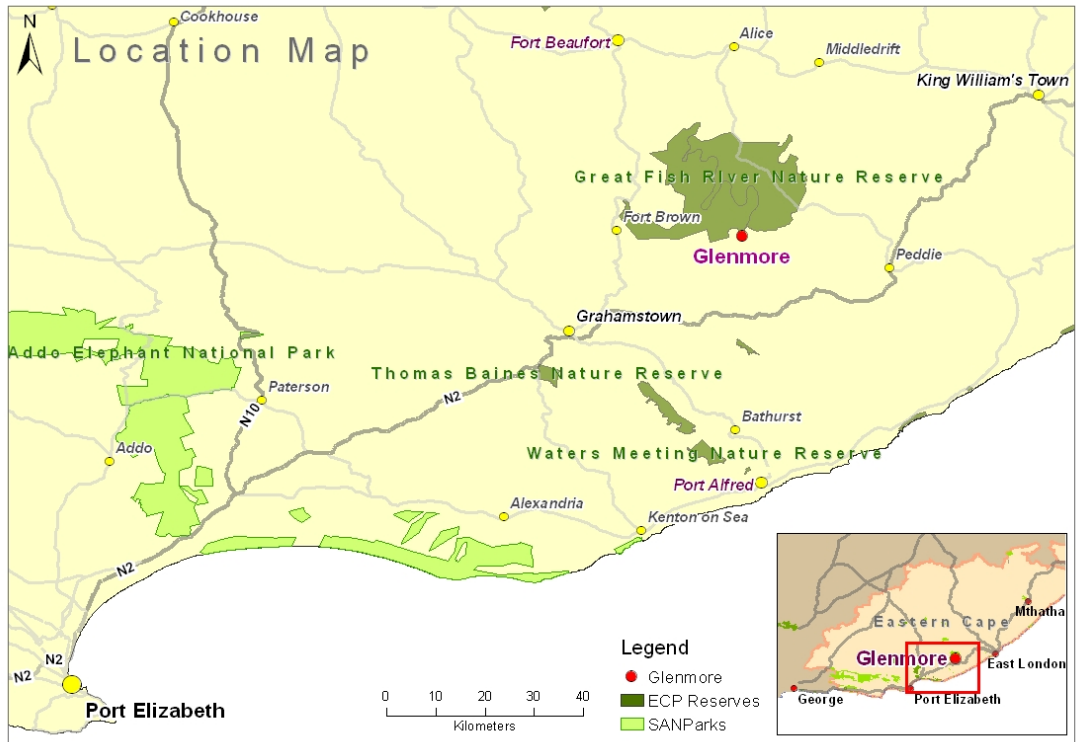 N
Location Map
Cookhouse
Fort Beaufort
Alice
Middledrift
King William's Town
Great Fish RIver Nature Reserve
Fort Brown
Glenmore
Peddie
Grahamstown
Addo Elephant National Park
Thomas Baines Nature Reserve
Paterson
N2
N10
Bathurst
Addo
Waters Meeting Nature Reserve
Port Alfred
Alexandria
Kenton on Sea
N2
N2
N2
Port Elizabeth
0 10 20 30 40
Kilometers
Legend
Glenmore
ECP Reserves
SANParks
Mthatha
Eastern Cape
Glenmore
East London
George
Port Elizabeth